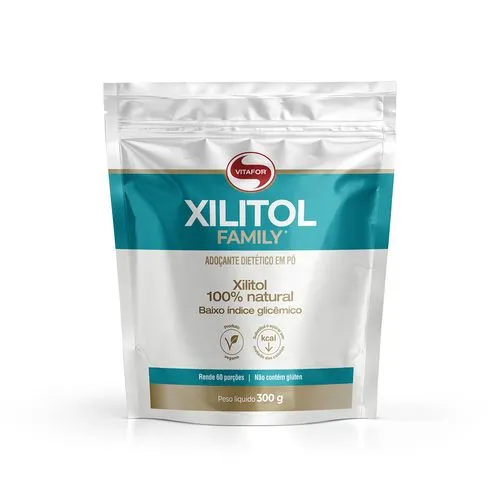 VITAFOR
XILITOL
FAMILY*
ADOÇANTE DIETÉTICO EM PÓ
Xilitol
100% natural
Baixo índice glicêmico
Produto
vegano
kcal
Rende 60 porções | Não contém glúten
Peso líquido 300 g